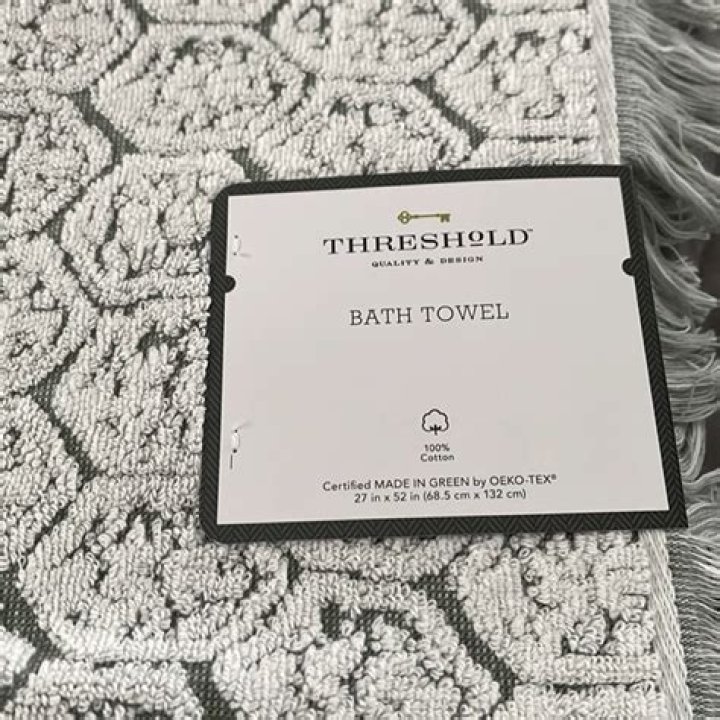 THRESHOLD™
QUALITY & DESIGN
BATH TOWEL
100%
Cotton
Certified MADE IN GREEN by OEKO-TEX®
27 in x 52 in (68.5 cm x 132 cm)